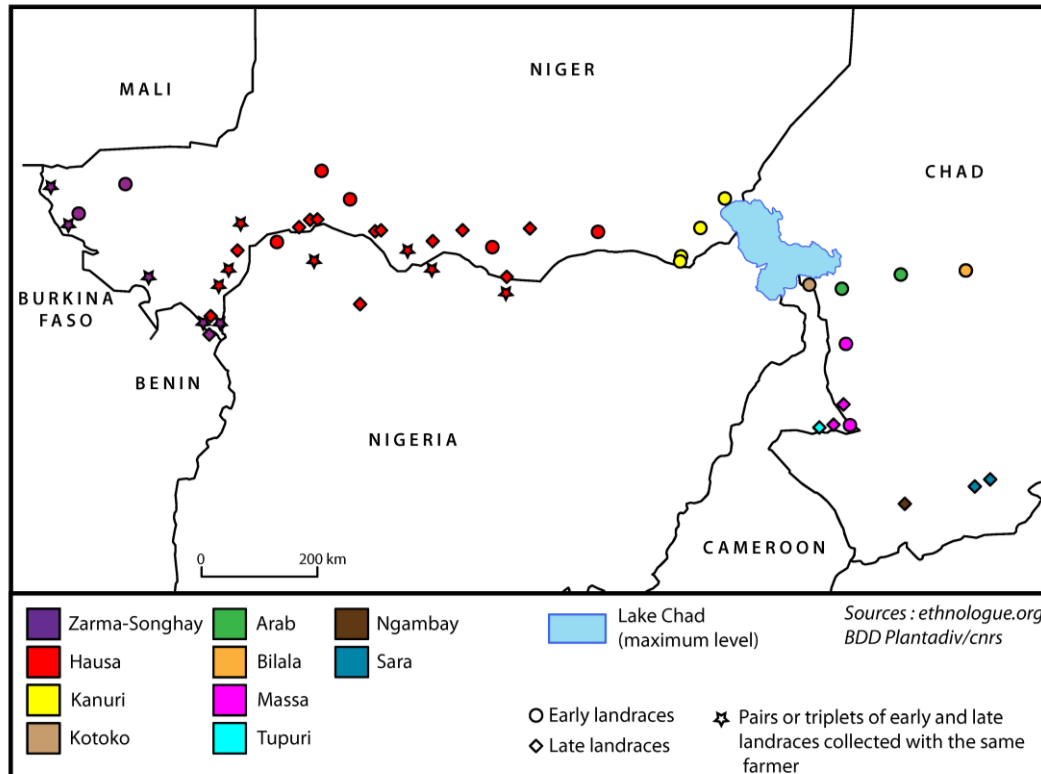 NIGER
MALI
CHAD
BURKINA
FASO
BENIN
NIGERIA
CAMEROON
0 200 km
Zarma-Songhay
Hausa
Kanuri
Kotoko
Arab
Bilala
Massa
Tupuri
Ngambay
Sara
Lake Chad
(maximum level)
Sources : ethnologue.org
BDD Plantadiv/cnrs
Early landraces
Late landraces
Pairs or triplets of early and late
landraces collected with the same
farmer